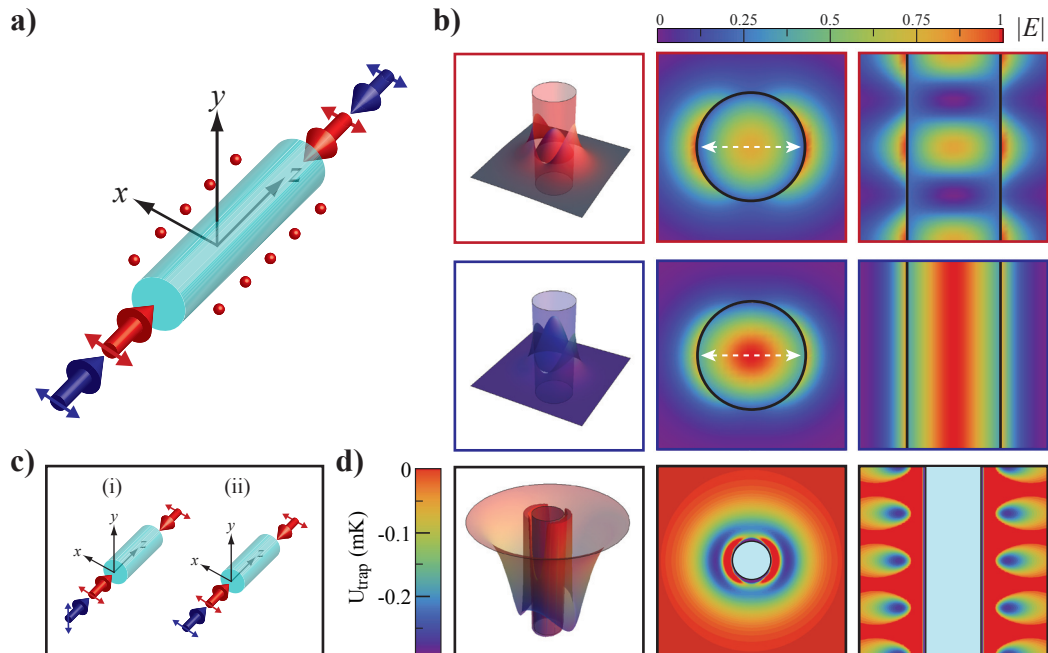 a)
y
x
z
b)
0 0.25 0.5 0.75 1 |E|
c)
(i) (ii)
y y
x z x z
d)
U_trap (mK)
0
-0.1
-0.2